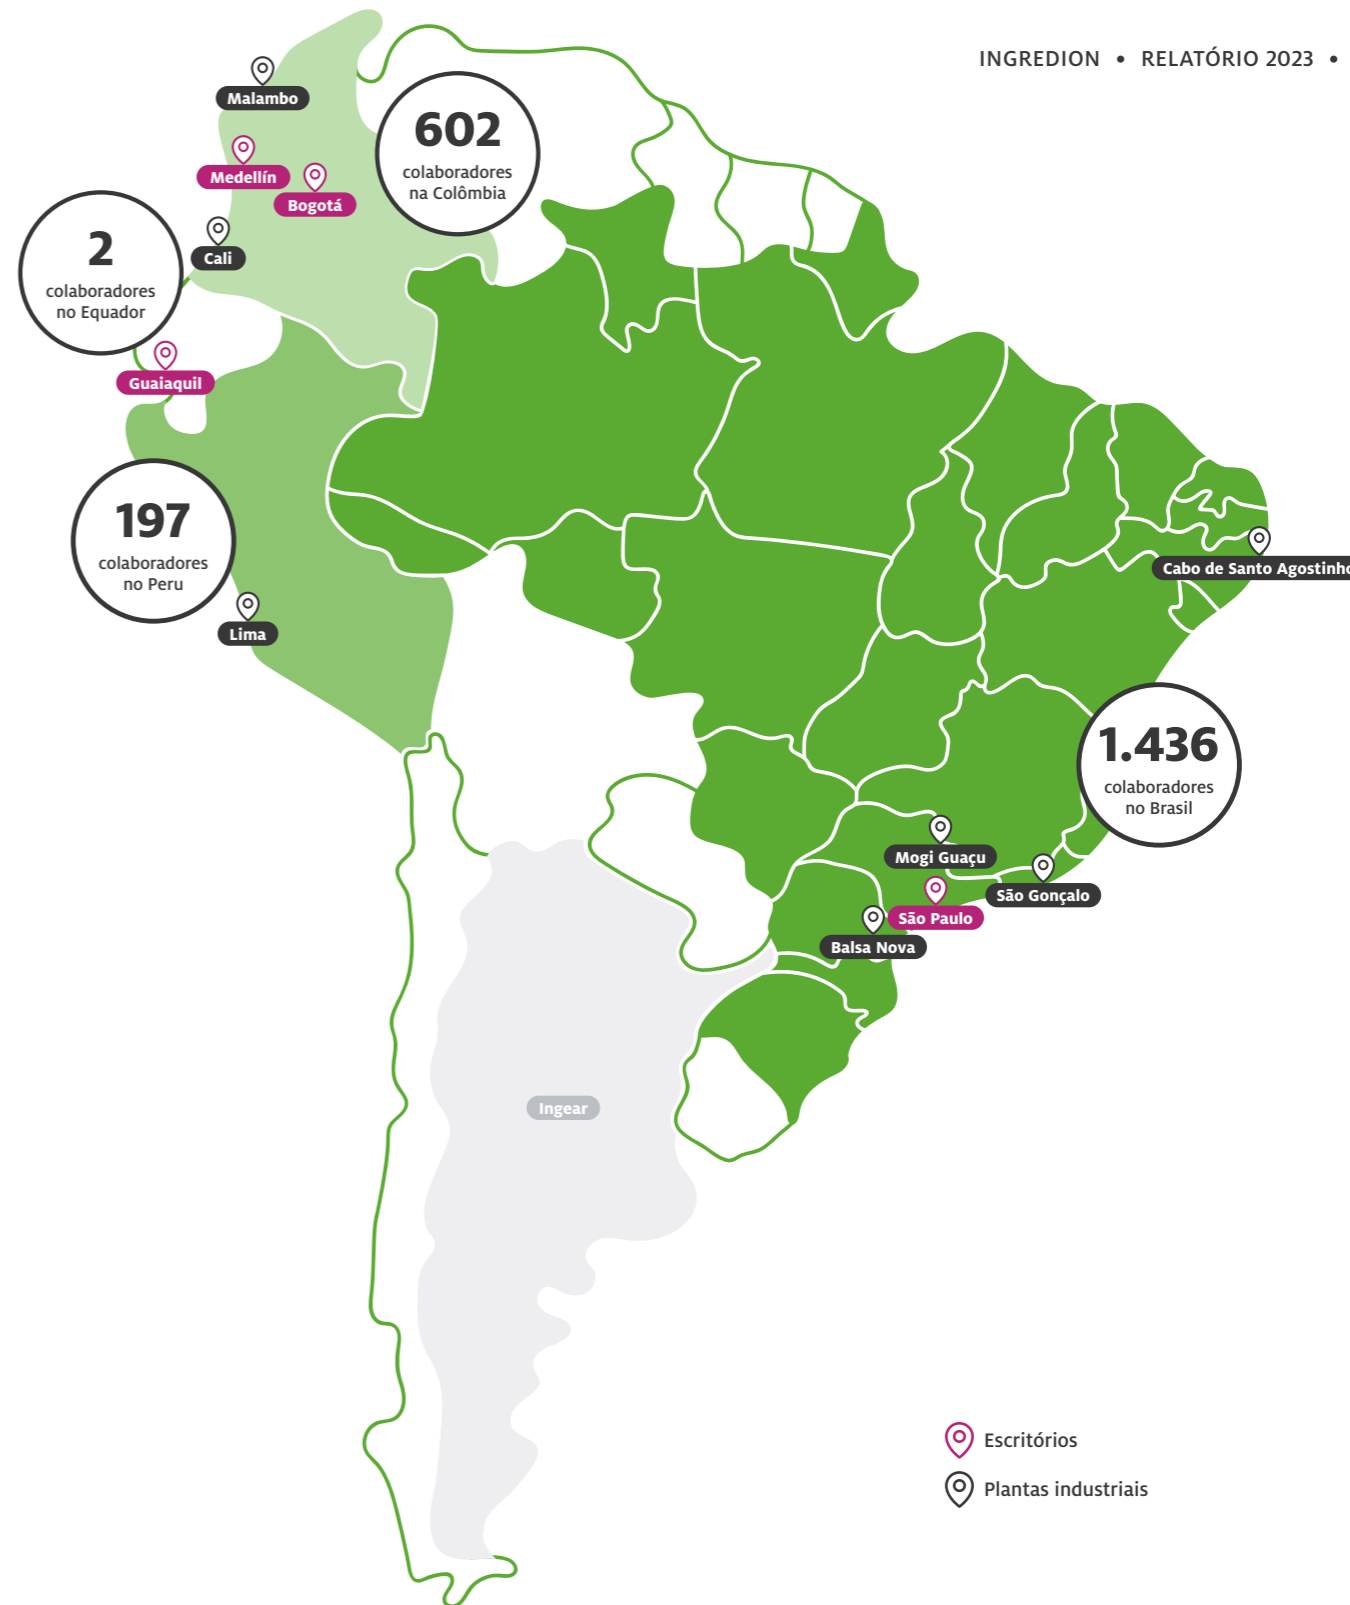 INGREDION • RELATÓRIO 2023 •
Malambo
602
colaboradores
na Colômbia
Medellín
Bogotá
2
colaboradores
no Equador
Cali
Guaiaquil
197
colaboradores
no Peru
Lima
Cabo de Santo Agostinho
1.436
colaboradores
no Brasil
Mogi Guaçu
São Gonçalo
São Paulo
Balsa Nova
Ingear
Escritórios
Plantas industriais